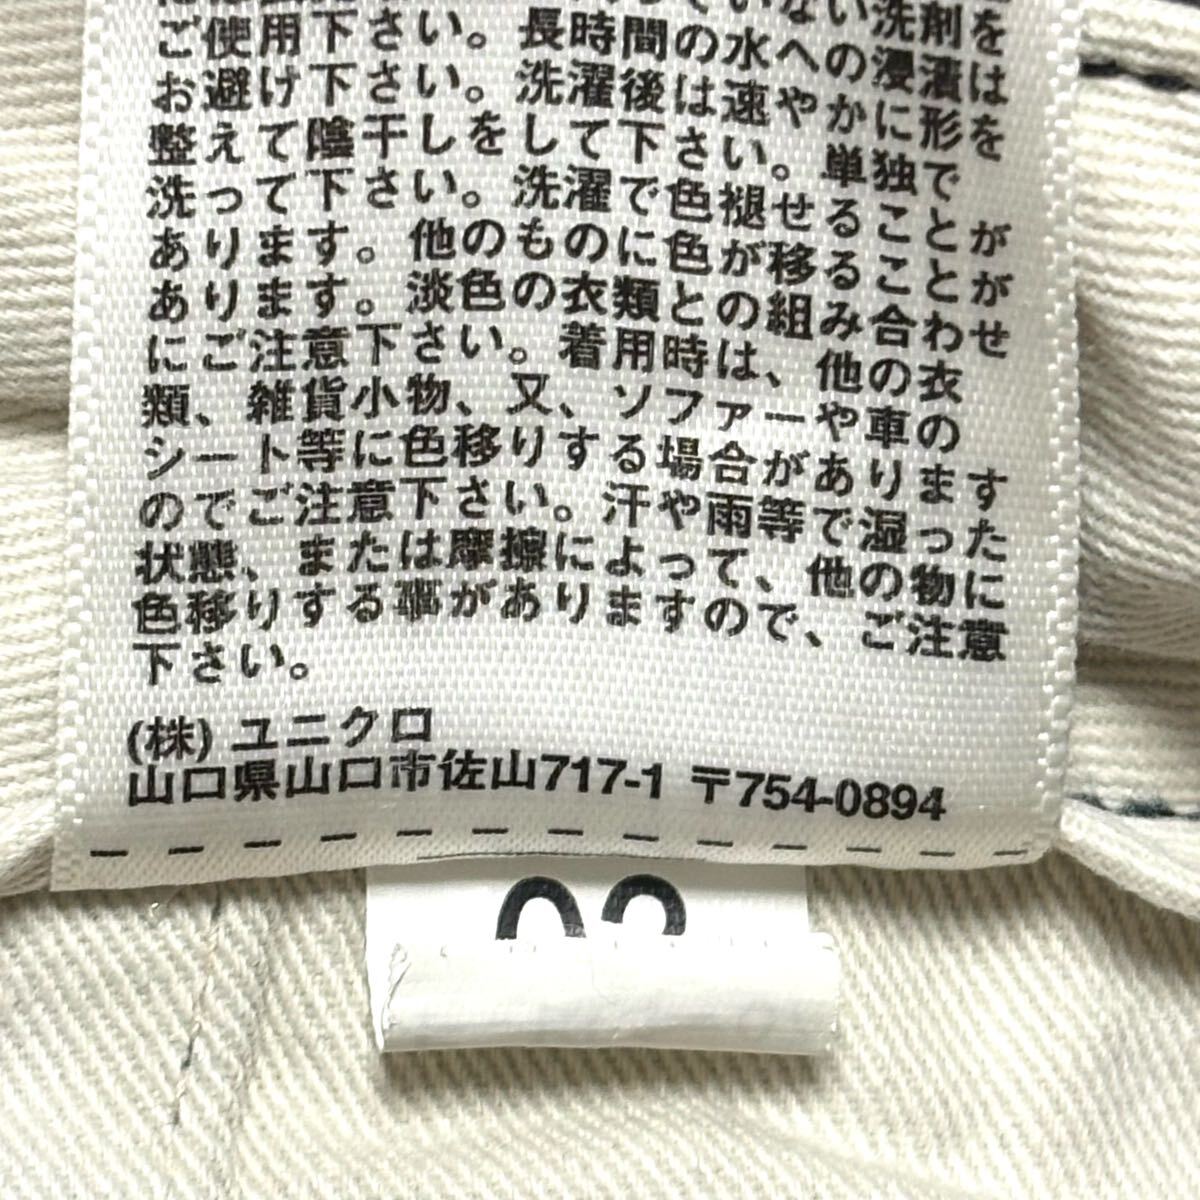 ご使用下さい。長時間の水への浸漬は
お避け下さい。洗濯後は速やかに形を
整えて陰干しをして下さい。単独で
洗って下さい。洗濯で色褪せることが
あります。他のもの に色が移ることが
あります。淡色の衣類との組み合わせ
にご注意下さい。着用時は、他の衣
類、雑貨小物、又、ソファーや車の
シート等に色移りする場合がありますの
でご注意下さい。汗や雨等で湿った
状態、または摩擦によって、他の物に
色移りする事がありますので、ご注意
下さい。
(株) ユニクロ
山口県山口市佐山717-1 〒754-0894